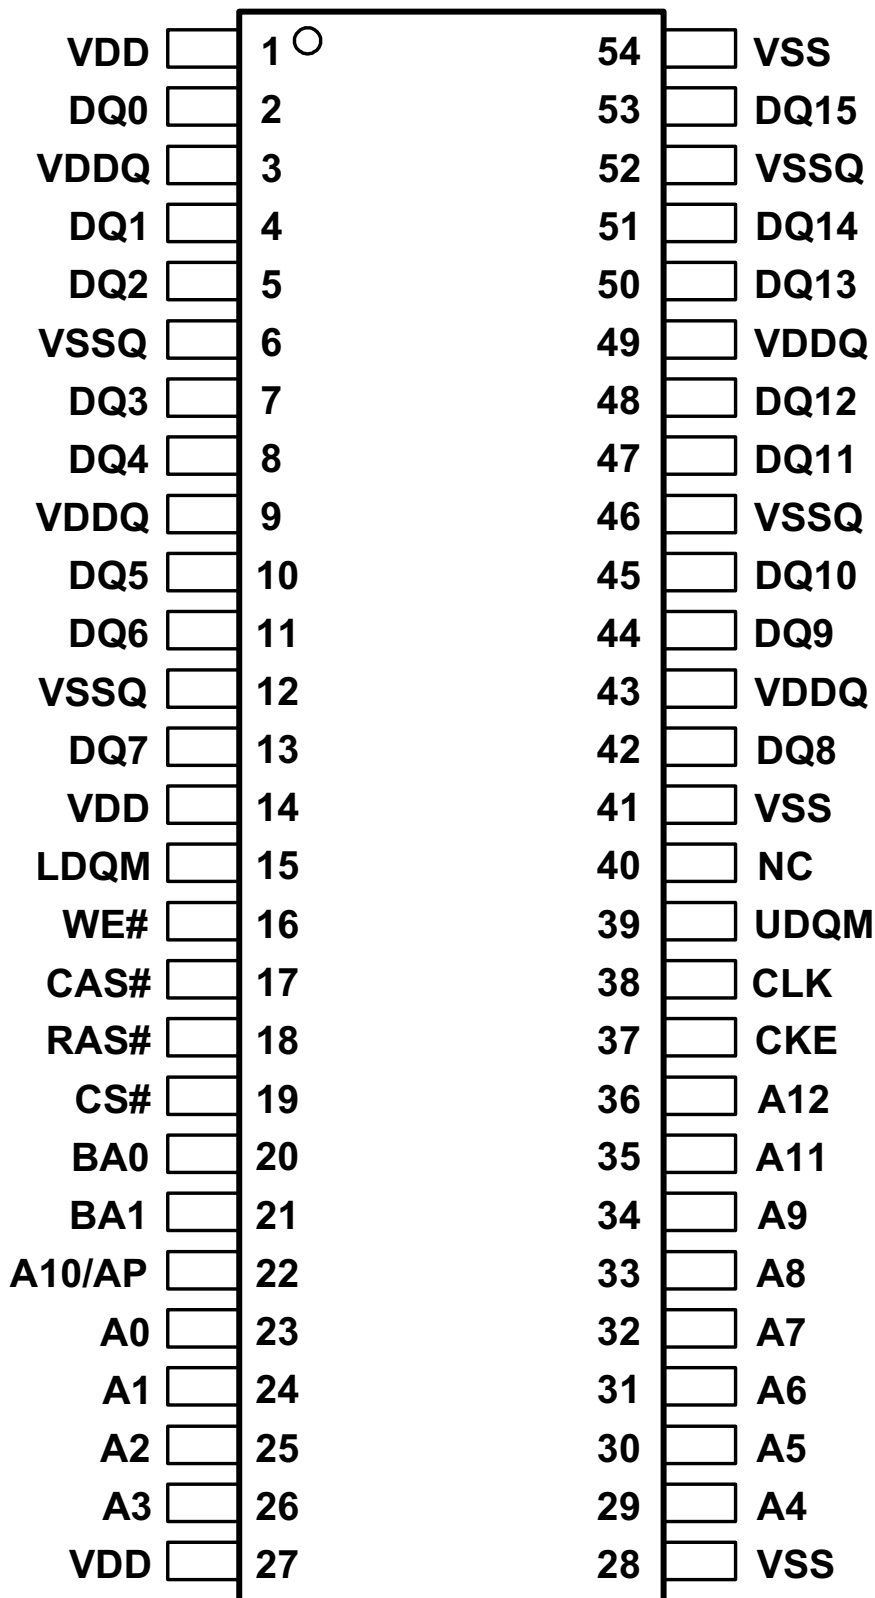 VDD 1 54 VSS
DQ0 2 53 DQ15
VDDQ 3 52 VSSQ
DQ1 4 51 DQ14
DQ2 5 50 DQ13
VSSQ 6 49 VDDQ
DQ3 7 48 DQ12
DQ4 8 47 DQ11
VDDQ 9 46 VSSQ
DQ5 10 45 DQ10
DQ6 11 44 DQ9
VSSQ 12 43 VDDQ
DQ7 13 42 DQ8
VDD 14 41 VSS
LDQM 15 40 NC
WE# 16 39 UDQM
CAS# 17 38 CLK
RAS# 18 37 CKE
CS# 19 36 A12
BA0 20 35 A11
BA1 21 34 A9
A10/AP 22 33 A8
A0 23 32 A7
A1 24 31 A6
A2 25 30 A5
A3 26 29 A4
VDD 27 28 VSS